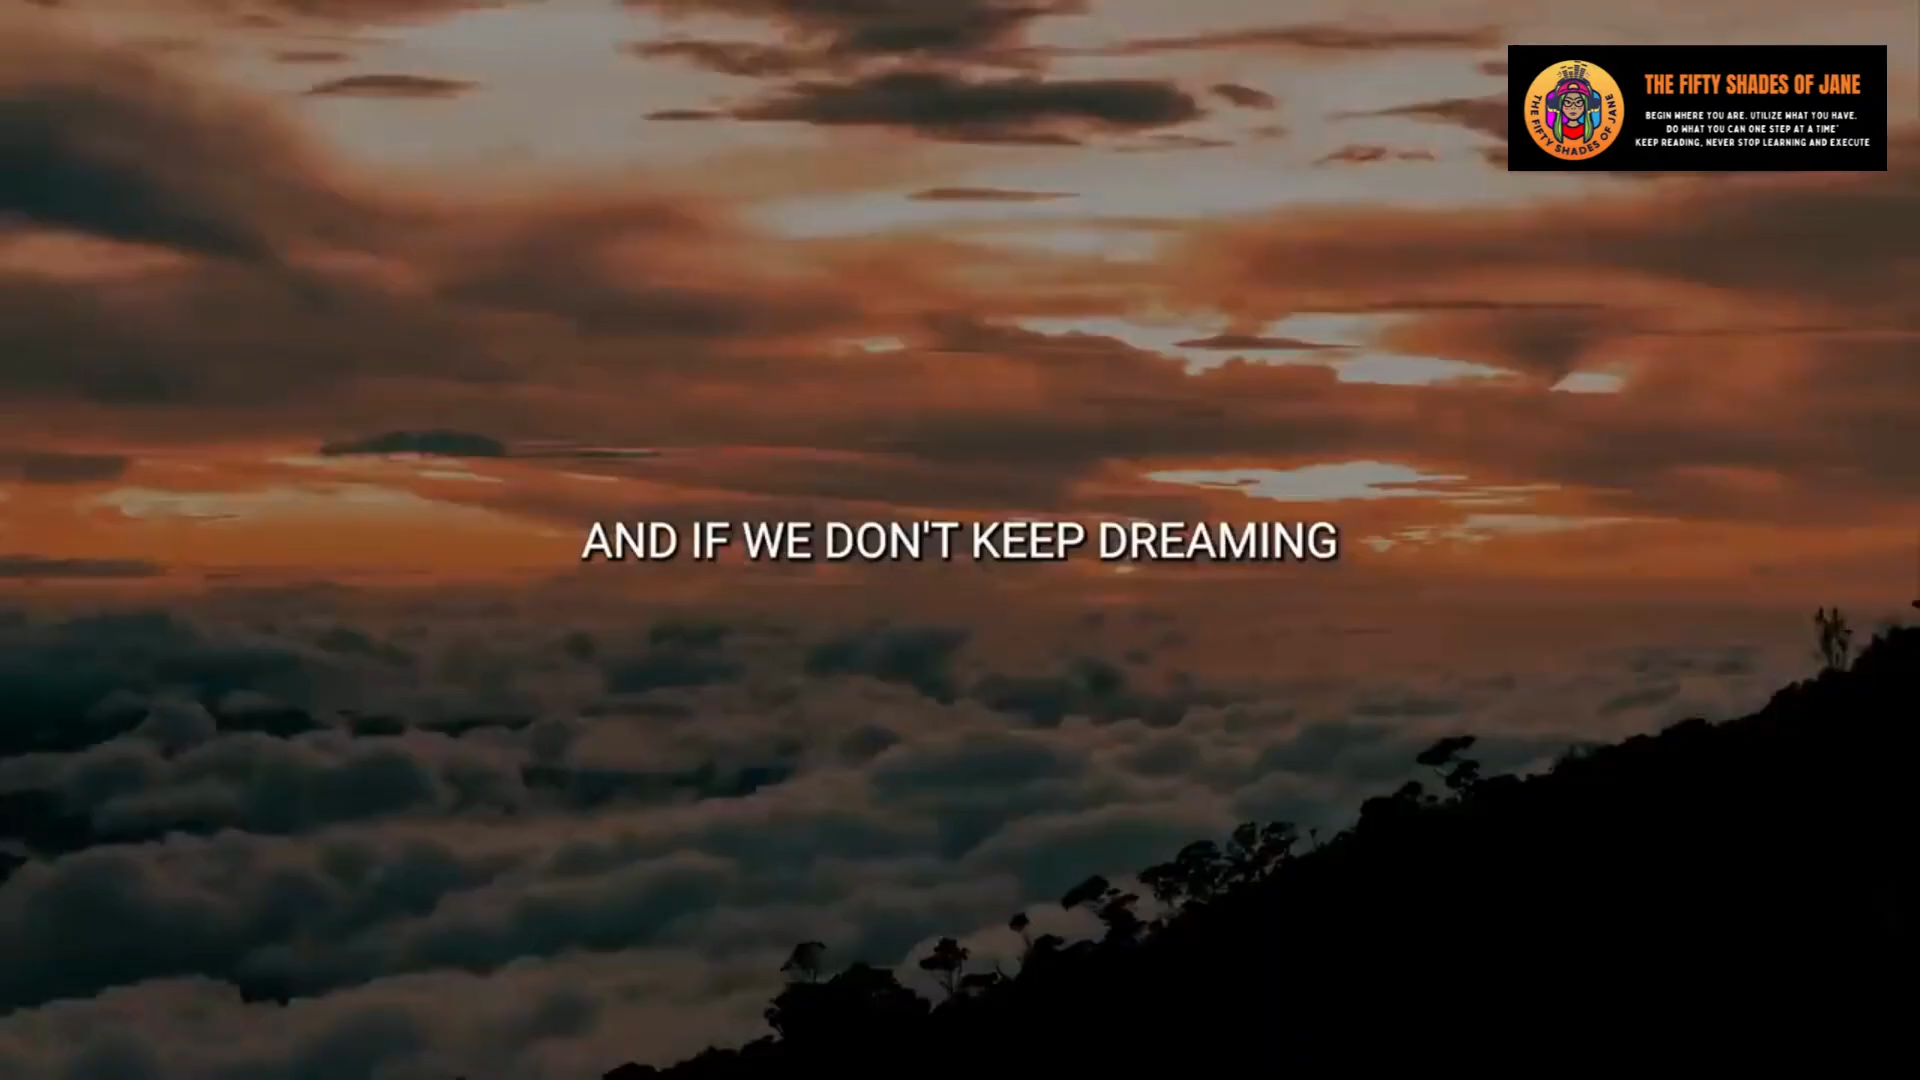 THE FIFTY SHADES OF JANE
THE FIFTY SHADES OF JANE
BEGIN WHERE YOU ARE. UTILIZE WHAT YOU HAVE.
DO WHAT YOU CAN ONE STEP AT A TIME"
KEEP READING, NEVER STOP LEARNING AND EXECUTE
AND IF WE DON'T KEEP DREAMING